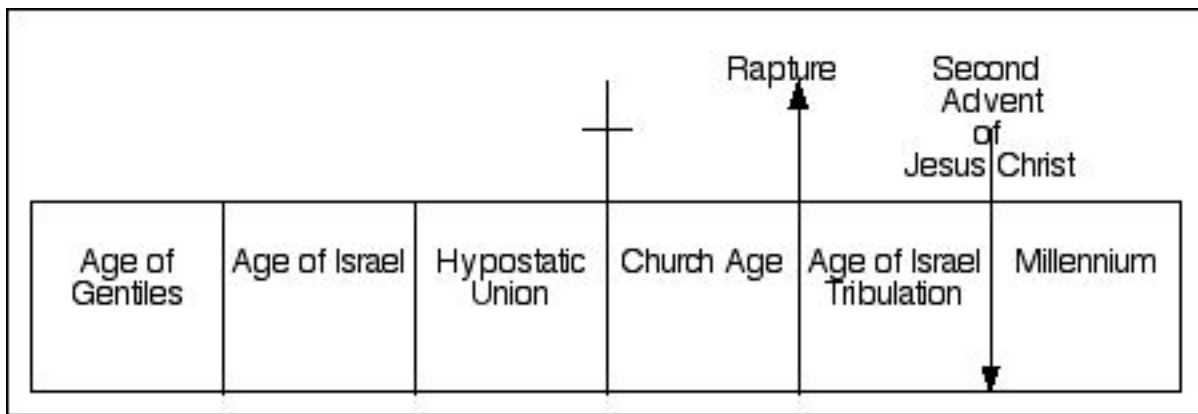 Rapture
Second
Advent
of
Jesus Christ
Age of
Gentiles
Age of Israel
Hypostatic
Union
Church Age
Age of Israel
Tribulation
Millennium